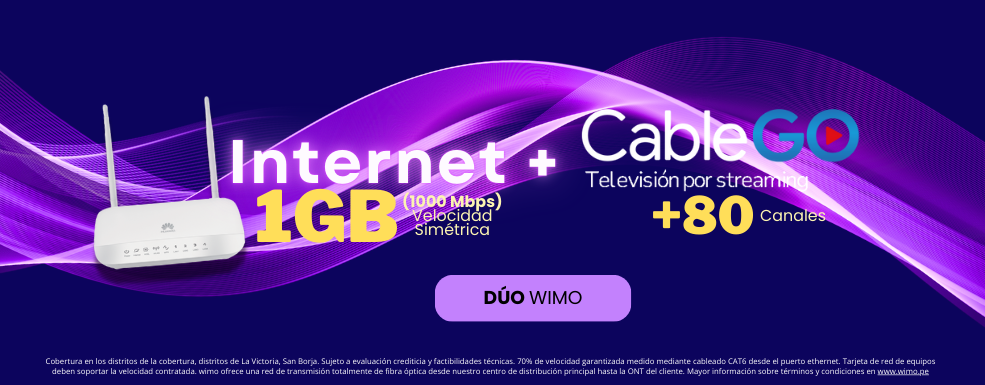 CableGO
Internet +
Televisión por streaming
1GB
(1000 Mbps)
Velocidad
Simétrica
+80 Canales
HUAWEI
DÚO WIMO
Cobertura en los distritos de la cobertura, distritos de La Victoria, San Borja. Sujeto a evaluación crediticia y factibilidades técnicas. 70% de velocidad garantizada medido mediante cableado CAT6 desde el puerto ethernet. Tarjeta de red de equipos
deben soportar la velocidad contratada. wimo ofrece una red de transmisión totalmente de fibra óptica desde nuestro centro de distribución principal hasta la ONT del cliente. Mayor información sobre términos y condiciones en www.wimo.pe